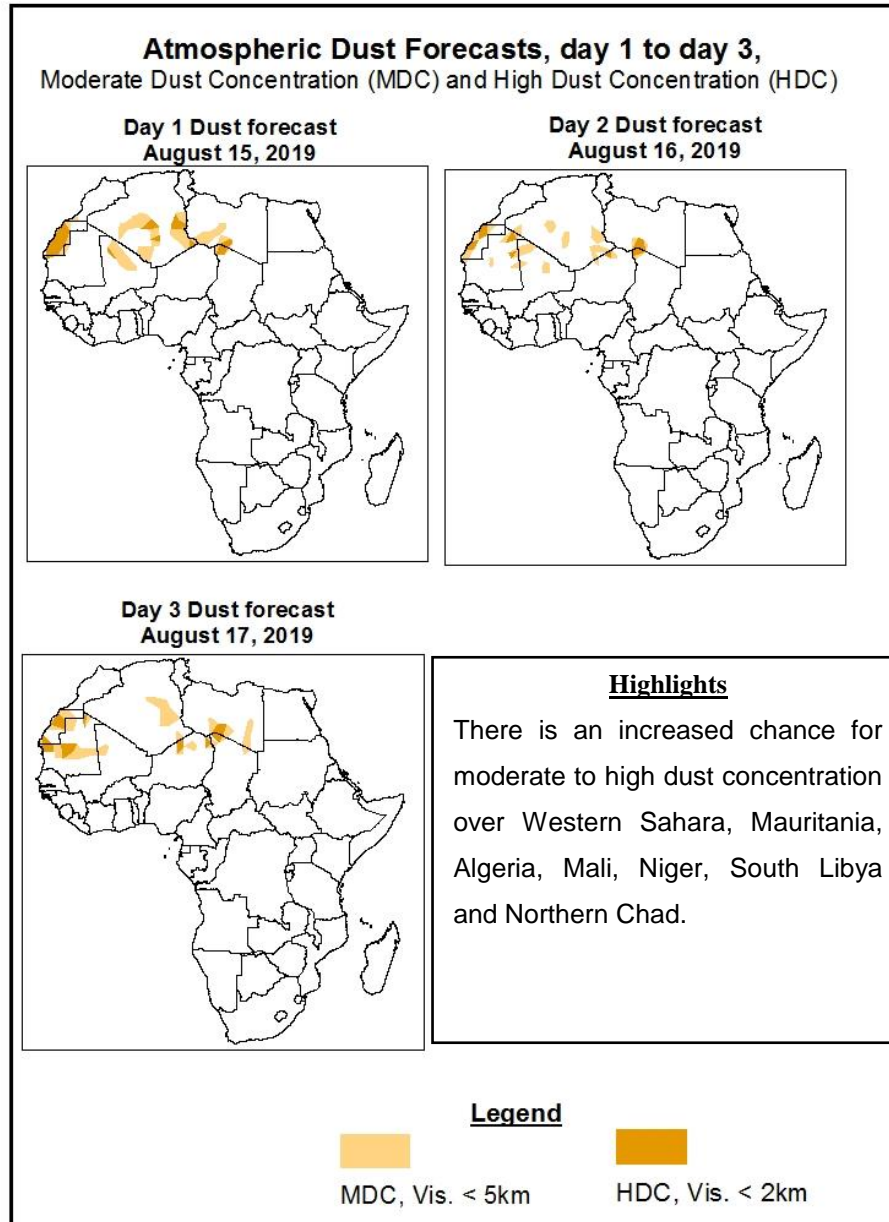 Atmospheric Dust Forecasts, day 1 to day 3,
Moderate Dust Concentration (MDC) and High Dust Concentration (HDC)
Day 1 Dust forecast
August 15, 2019
Day 2 Dust forecast
August 16, 2019
Day 3 Dust forecast
August 17, 2019
Highlights
There is an increased chance for
moderate to high dust concentration
over Western Sahara, Mauritania,
Algeria, Mali, Niger, South Libya
and Northern Chad.
Legend
MDC, Vis. < 5km
HDC, Vis. < 2km